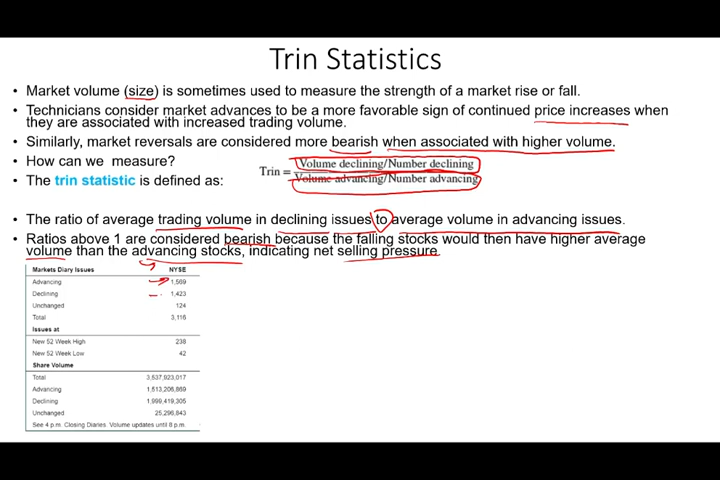 Trin Statistics
• Market volume (size) is sometimes used to measure the strength of a market rise or fall.
• Technicians consider market advances to be a more favorable sign of continued price increases when
they are associated with increased trading volume.
• Similarly, market reversals are considered more bearish when associated with higher volume.
• How can we measure?
• The trin statistic is defined as:
Trin = Volume declining/Number declining
Volume advancing/Number advancing
• The ratio of average trading volume in declining issues to average volume in advancing issues.
• Ratios above 1 are considered bearish because the falling stocks would then have higher average
volume than the advancing stocks, indicating net selling pressure.
Markets Diary Issues NYSE
Advancing 1,569
Declining 1,423
Unchanged 124
Total 3,116
Issues at
New 52 Week High 238
New 52 Week Low 42
Share Volume
Total 3,537,923,017
Advancing 1,513,206,869
Declining 1,999,419,305
Unchanged 25,296,843
See 4 p.m. Closing Diaries. Volume updates until 8 p.m.